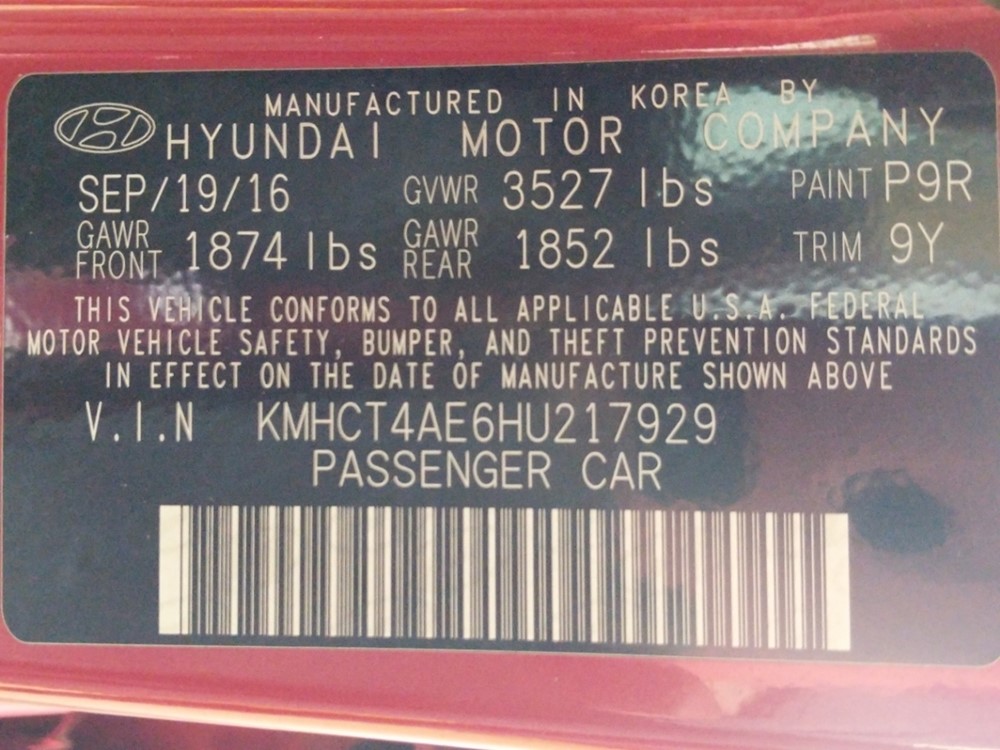 MANUFACTURED IN KOREA BY
HYUNDAI MOTOR COMPANY
SEP/19/16 GVWR 3527 lbs PAINT P9R
GAWR FRONT 1874 lbs GAWR REAR 1852 lbs TRIM 9Y
THIS VEHICLE CONFORMS TO ALL APPLICABLE U.S.A. FEDERAL
MOTOR VEHICLE SAFETY, BUMPER, AND THEFT PREVENTION STANDARDS
IN EFFECT ON THE DATE OF MANUFACTURE SHOWN ABOVE
V.I.N KMHCT4AE6HU217929
PASSENGER CAR